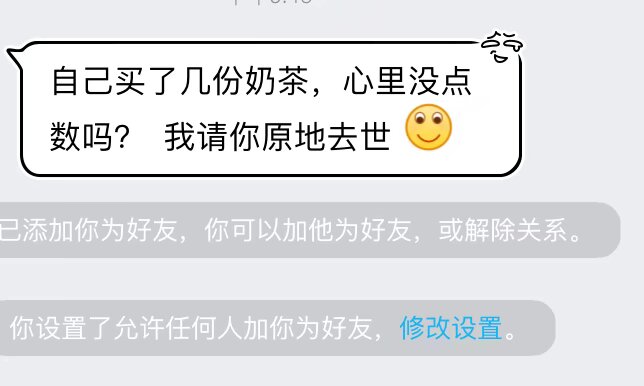 自己买了几份奶茶，心里没点
数吗？ 我请你原地去世
已添加你为好友，你可以加他为好友，或解除关系。
你设置了允许任何人加你为好友，修改设置。